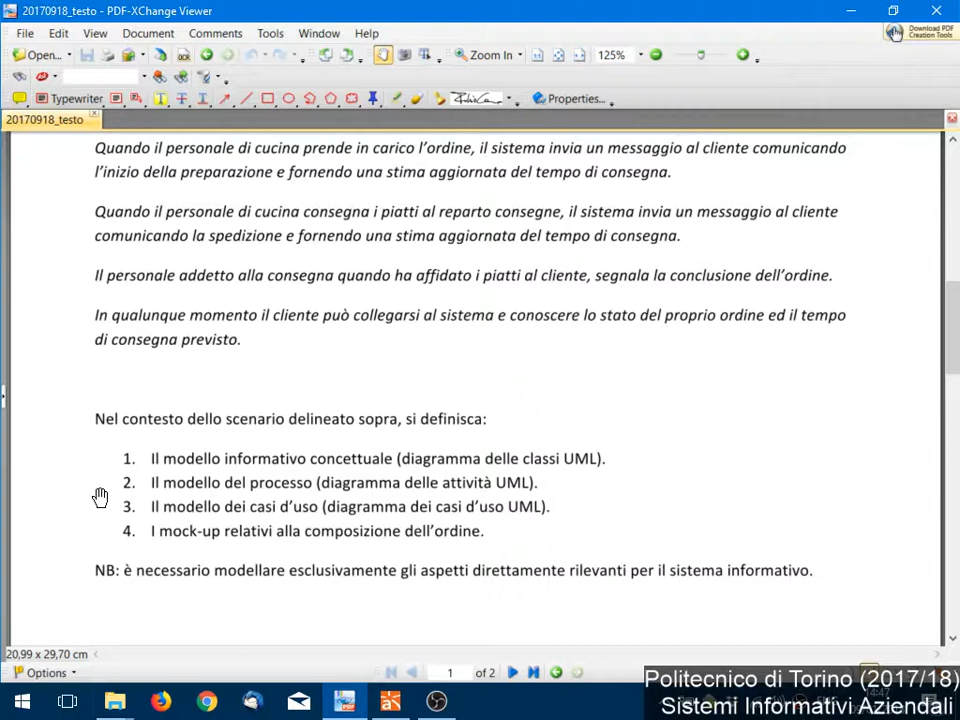 20170918_testo - PDF-XChange Viewer
File Edit View Document Comments Tools Window Help
Download PDF
Creation Tools
Open... Zoom In 125%
Typewriter Properties...
20170918_testo
Quando il personale di cucina prende in carico l’ordine, il sistema invia un messaggio al cliente comunicando
l’inizio della preparazione e fornendo una stima aggiornata del tempo di consegna.
Quando il personale di cucina consegna i piatti al reparto consegne, il sistema invia un messaggio al cliente
comunicando la spedizione e fornendo una stima aggiornata del tempo di consegna.
Il personale addetto alla consegna quando ha affidato i piatti al cliente, segnala la conclusione dell’ordine.
In qualunque momento il cliente può collegarsi al sistema e conoscere lo stato del proprio ordine ed il tempo
di consegna previsto.
Nel contesto dello scenario delineato sopra, si definisca:
1. Il modello informativo concettuale (diagramma delle classi UML).
2. Il modello del processo (diagramma delle attività UML).
3. Il modello dei casi d’uso (diagramma dei casi d’uso UML).
4. I mock-up relativi alla composizione dell’ordine.
NB: è necessario modellare esclusivamente gli aspetti direttamente rilevanti per il sistema informativo.
20,99 x 29,70 cm
Options 1 of 2
Politecnico di Torino (2017/18)
14:47
Sistemi Informativi Aziendali